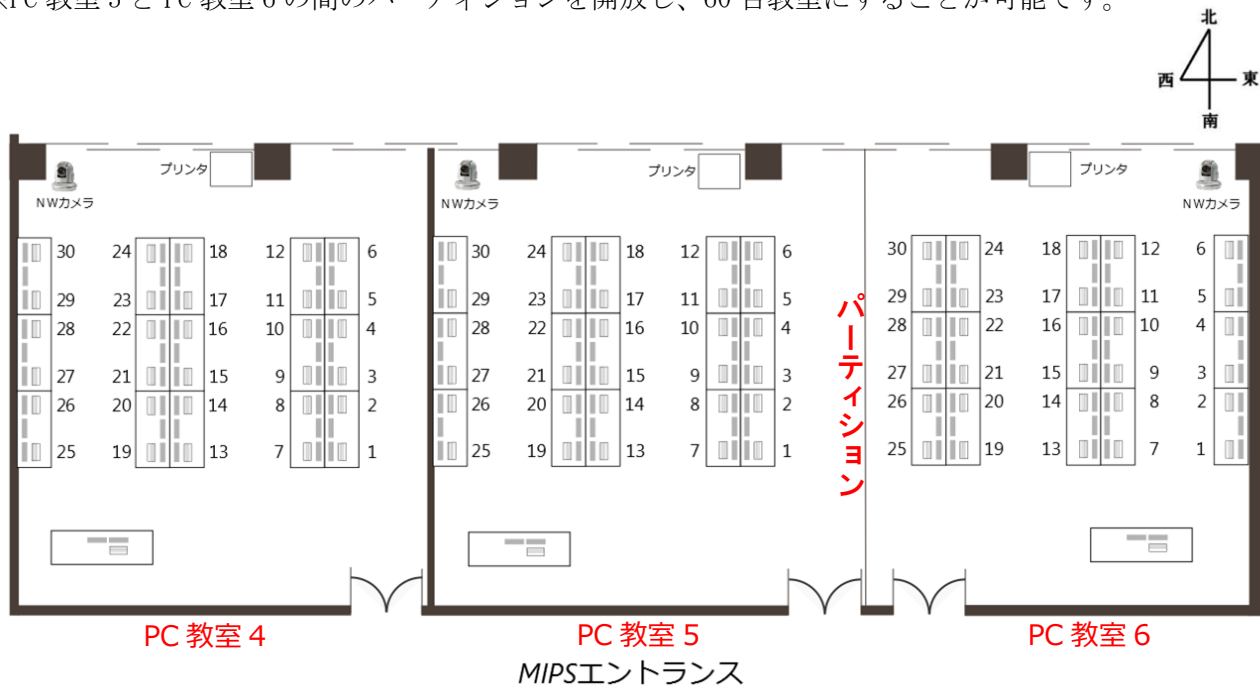 ※PC 教室 5 と PC 教室 6 の間のパーティションを開放し、60 名教室にすることが可能です。
北
西 東
南
プリンタ プリンタ プリンタ
NWカメラ NWカメラ NWカメラ
30 24 18 12 6 30 24 18 12 6 30 24 18 12 6
29 23 17 11 5 29 23 17 11 5 29 23 17 11 5
28 22 16 10 4 28 22 16 10 4 28 22 16 10 4
27 21 15 9 3 27 21 15 9 3 27 21 15 9 3
26 20 14 8 2 26 20 14 8 2 26 20 14 8 2
25 19 13 7 1 25 19 13 7 1 25 19 13 7 1
パーティション
PC 教室 4 PC 教室 5 PC 教室 6
MIPSエントランス